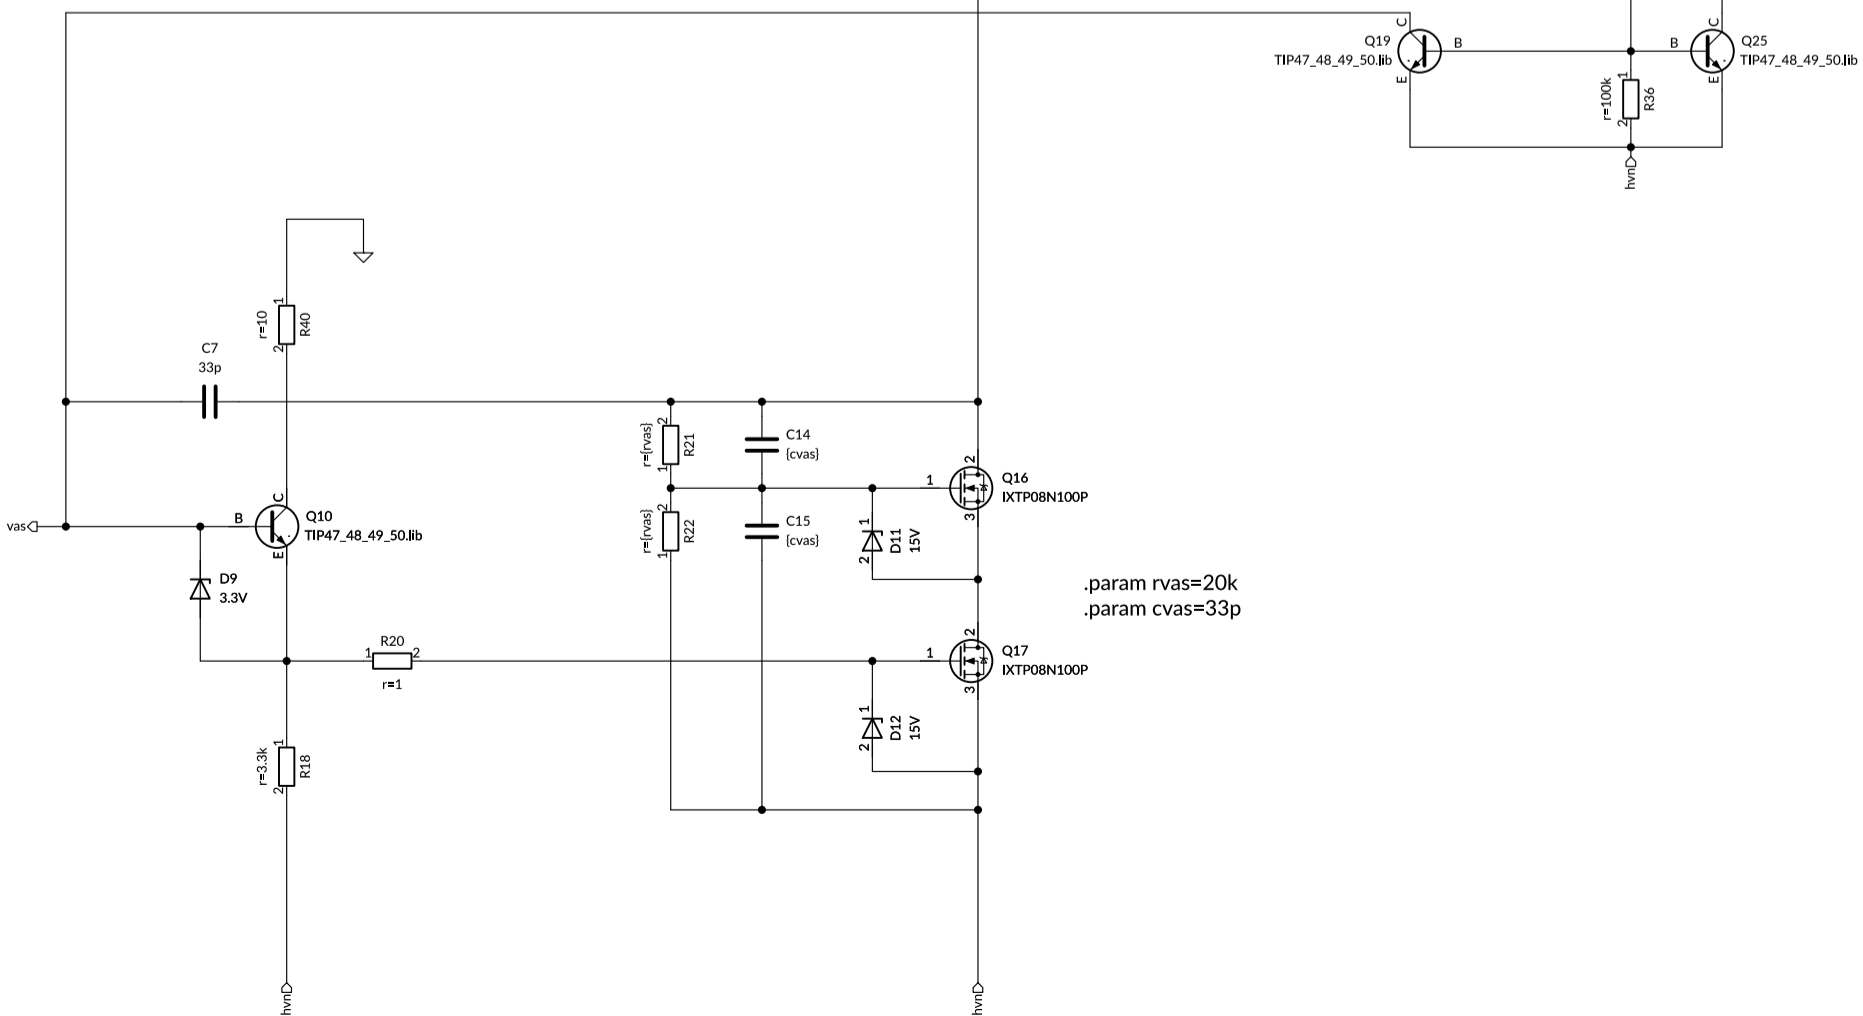 C
Q19
TIP47_48_49_50.lib
B
E
B
C
Q25
TIP47_48_49_50.lib
E
r=100k
1
2
R36
hvn
r=10
1
2
R40
C7
33p
r={rvas}
2
1
R21
C14
{cvas}
2
1
Q16
IXTP08N100P
3
vas
B
C
Q10
TIP47_48_49_50.lib
E
r={rvas}
2
1
R22
C15
{cvas}
1
2
D11
15V
D9
3.3V
.param rvas=20k
.param cvas=33p
R20
1
2
r=1
2
1
Q17
IXTP08N100P
3
1
2
D12
15V
r=3.3k
1
2
R18
hvn
hvn